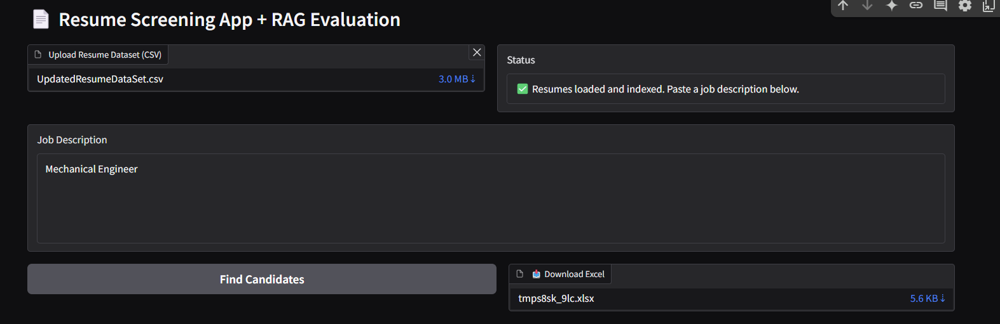 Resume Screening App + RAG Evaluation
Upload Resume Dataset (CSV)
UpdatedResumeDataSet.csv
3.0 MB↓
Status
Resumes loaded and indexed. Paste a job description below.
Job Description
Mechanical Engineer
Find Candidates
Download Excel
tmps8sk_9lc.xlsx
5.6 KB↓